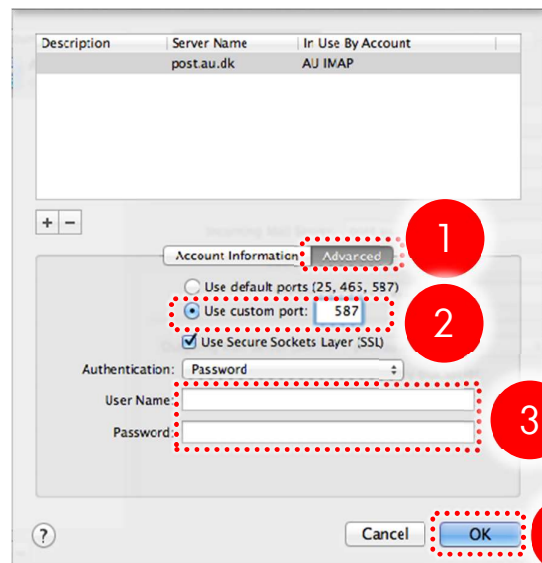 Description Server Name In Use By Account
post.au.dk AU IMAP
+ −
Account Information Advanced
1
Use default ports (25, 465, 587)
Use custom port: 587
2
Use Secure Sockets Layer (SSL)
Authentication: Password
User Name:
3
Password:
? Cancel OK